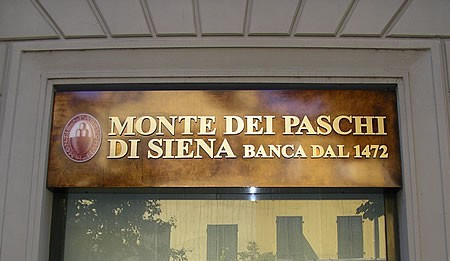 MONTE DEI PASCHI
DI SIENA BANCA DAL 1472